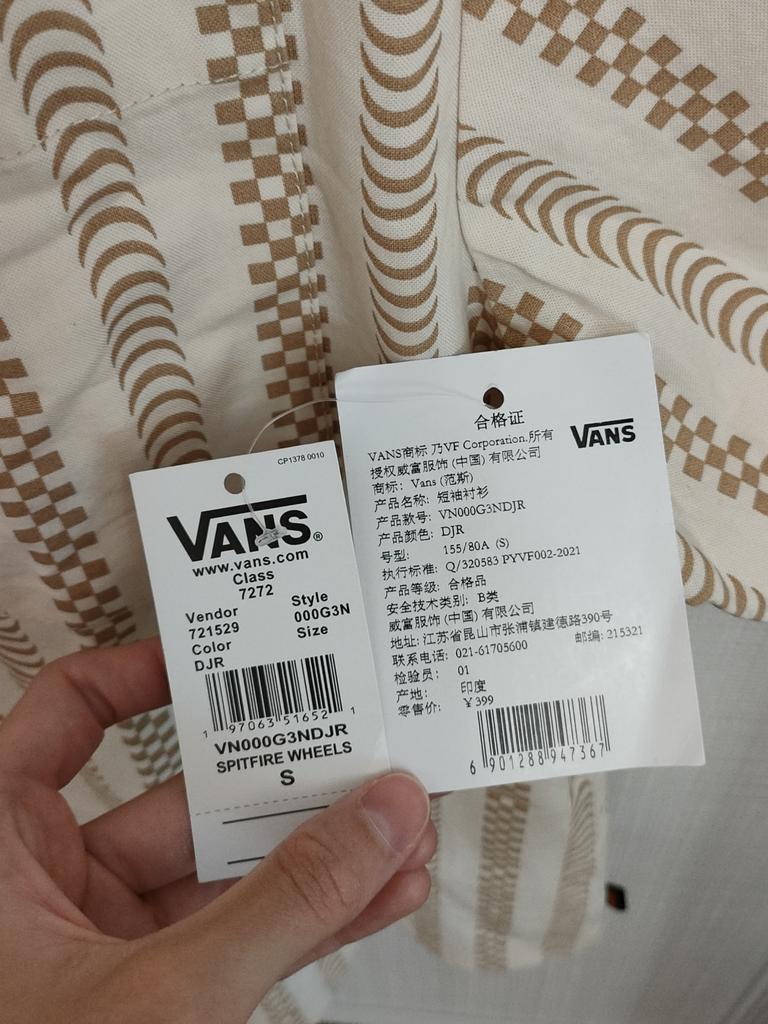 CP1378 0010
VANS®
www.vans.com
Class
7272
Vendor Style
721529 000G3N
Color Size
DJR
1 97063 51652 1
VN000G3NDJR
SPITFIRE WHEELS
S
合格证
VANS
VANS商标 乃VF Corporation.所有
授权威富服饰 (中国) 有限公司
商标: Vans (范斯)
产品名称: 短袖衬衫
产品款号: VN000G3NDJR
产品颜色: DJR
号型: 155/80A (S)
执行标准: Q/320583 PYVF002-2021
产品等级: 合格品
安全技术类别: B类
威富服饰 (中国) 有限公司
地址: 江苏省昆山市张浦镇建德路390号
联系电话: 021-61705600 邮编: 215321
检验员: 01
产地: 印度
零售价: ¥399
6 901288 947367